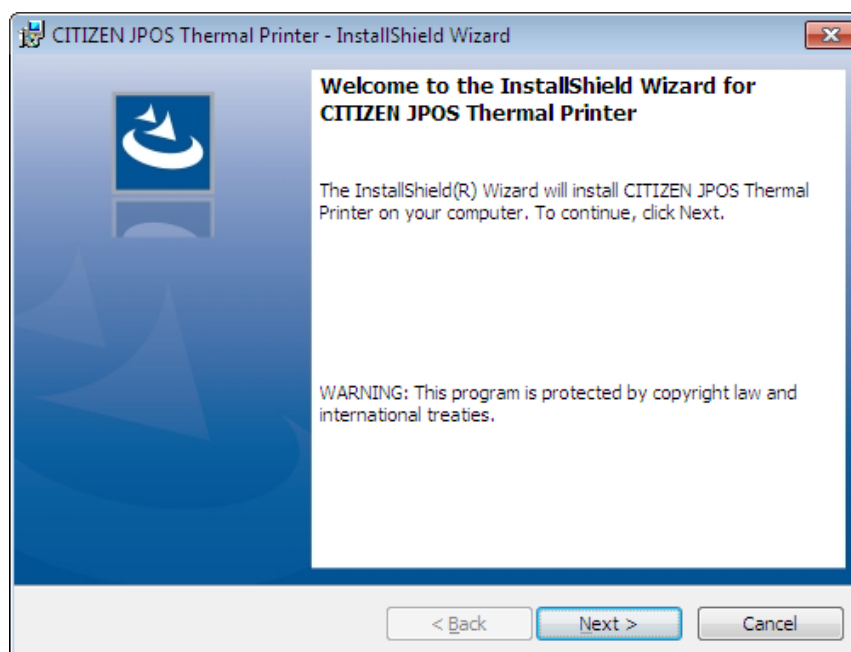 CITIZEN JPOS Thermal Printer - InstallShield Wizard
Welcome to the InstallShield Wizard for
CITIZEN JPOS Thermal Printer
The InstallShield(R) Wizard will install CITIZEN JPOS Thermal
Printer on your computer. To continue, click Next.
WARNING: This program is protected by copyright law and
international treaties.
< Back Next > Cancel